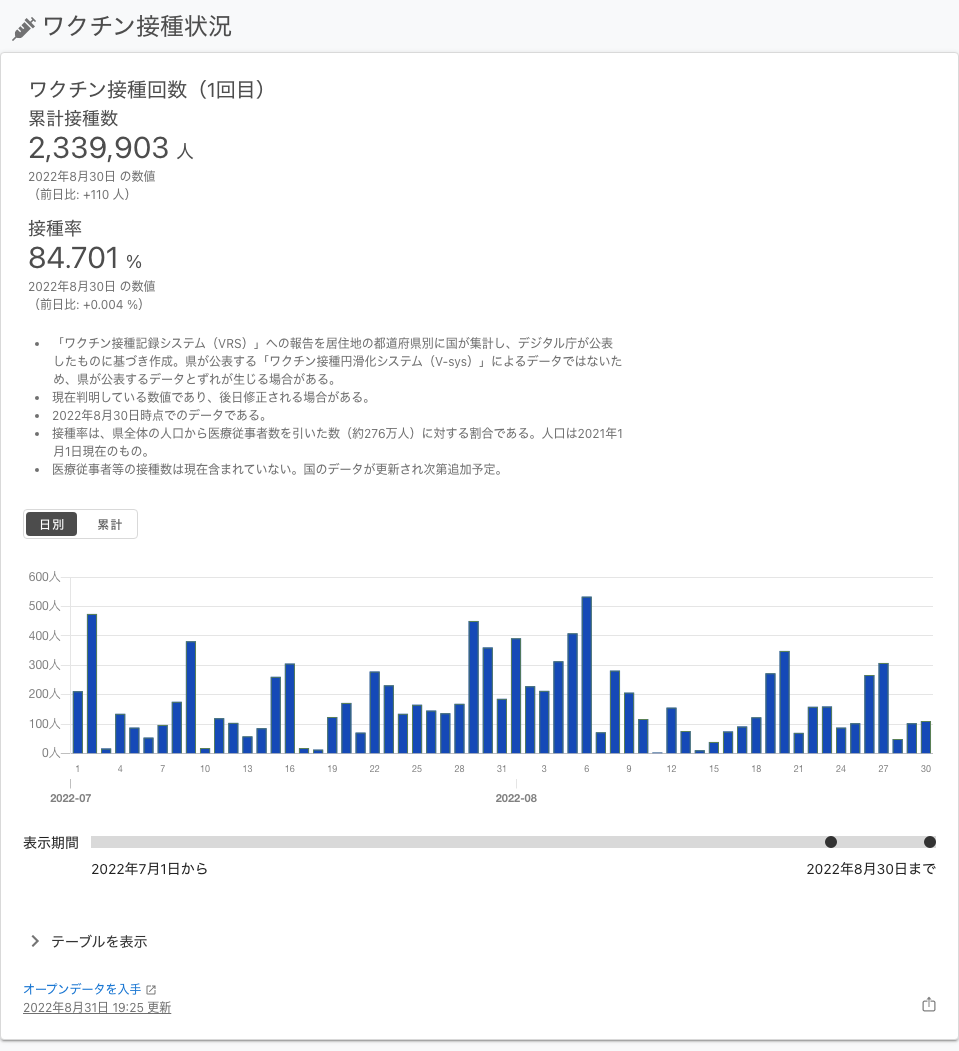 ワクチン接種状況
ワクチン接種回数（1回目）
累計接種数
2,339,903 人
2022年8月30日 の数値
（前日比: +110 人）
接種率
84.701 %
2022年8月30日 の数値
（前日比: +0.004 %）
• 「ワクチン接種記録システム（VRS）」への報告を居住地の都道府県別に国が集計し、デジタル庁が公表
したものに基づき作成。県が公表する「ワクチン接種円滑化システム（V-sys）」によるデータではないた
め、県が公表するデータとずれが生じる場合がある。
• 現在判明している数値であり、後日修正される場合がある。
• 2022年8月30日時点でのデータである。
• 接種率は、県全体の人口から医療従事者数を引いた数（約276万人）に対する割合である。人口は2021年1
月1日現在のもの。
• 医療従事者等の接種数は現在含まれていない。国のデータが更新され次第追加予定。
日別 累計
600人
500人
400人
300人
200人
100人
0人
1 4 7 10 13 16 19 22 25 28 31 3 6 9 12 15 18 21 24 27 30
2022-07 2022-08
表示期間
2022年7月1日から 2022年8月30日まで
テーブルを表示
オープンデータを入手
2022年8月31日 19:25 更新